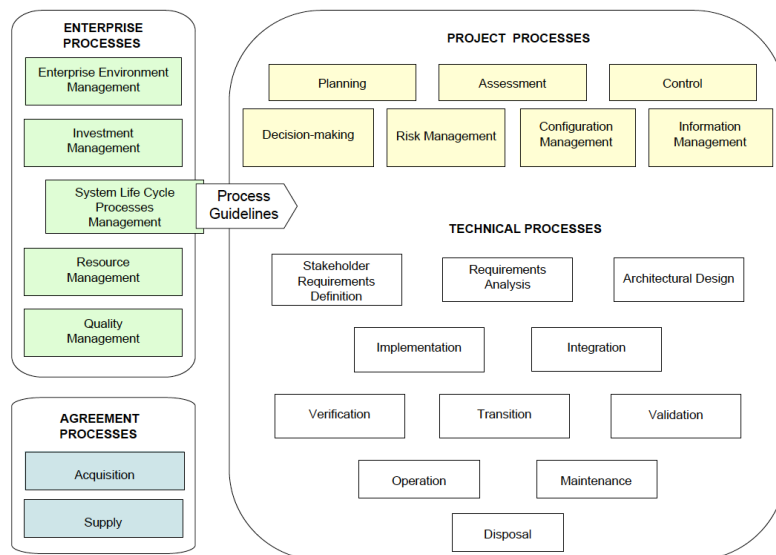 ENTERPRISE
PROCESSES
Enterprise Environment
Management
Investment
Management
System Life Cycle
Processes
Management
Resource
Management
Quality
Management
AGREEMENT
PROCESSES
Acquisition
Supply
Process
Guidelines
PROJECT PROCESSES
Planning
Assessment
Control
Decision-making
Risk Management
Configuration
Management
Information
Management
TECHNICAL PROCESSES
Stakeholder
Requirements
Definition
Requirements
Analysis
Architectural Design
Implementation
Integration
Verification
Transition
Validation
Operation
Maintenance
Disposal